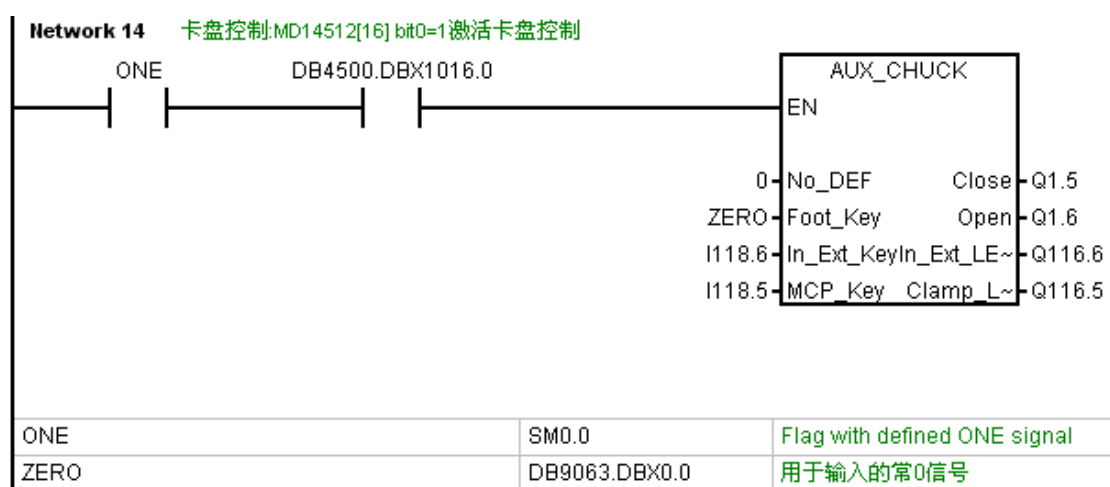 Network 14 卡盘控制:MD14512[16] bit0=1激活卡盘控制
ONE DB4500.DBX1016.0 AUX_CHUCK
EN
0 No_DEF Close Q1.5
ZERO Foot_Key Open Q1.6
I118.6 In_Ext_Key In_Ext_LE~ Q116.6
I118.5 MCP_Key Clamp_L~ Q116.5
ONE SM0.0 Flag with defined ONE signal
ZERO DB9063.DBX0.0 用于输入的常0信号